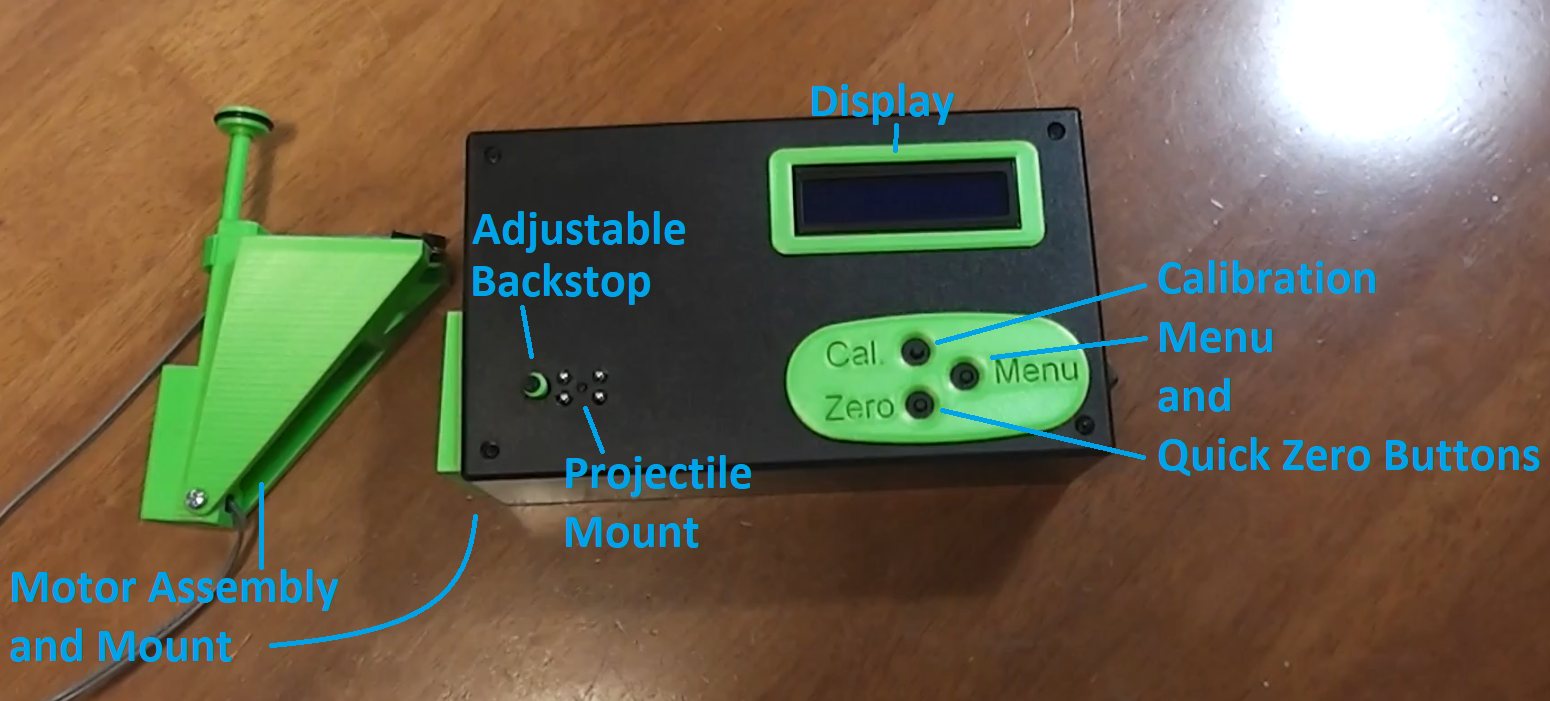 Display
Adjustable
Backstop
Calibration
Menu
and
Quick Zero Buttons
Cal.
Menu
Zero
Projectile
Mount
Motor Assembly
and Mount